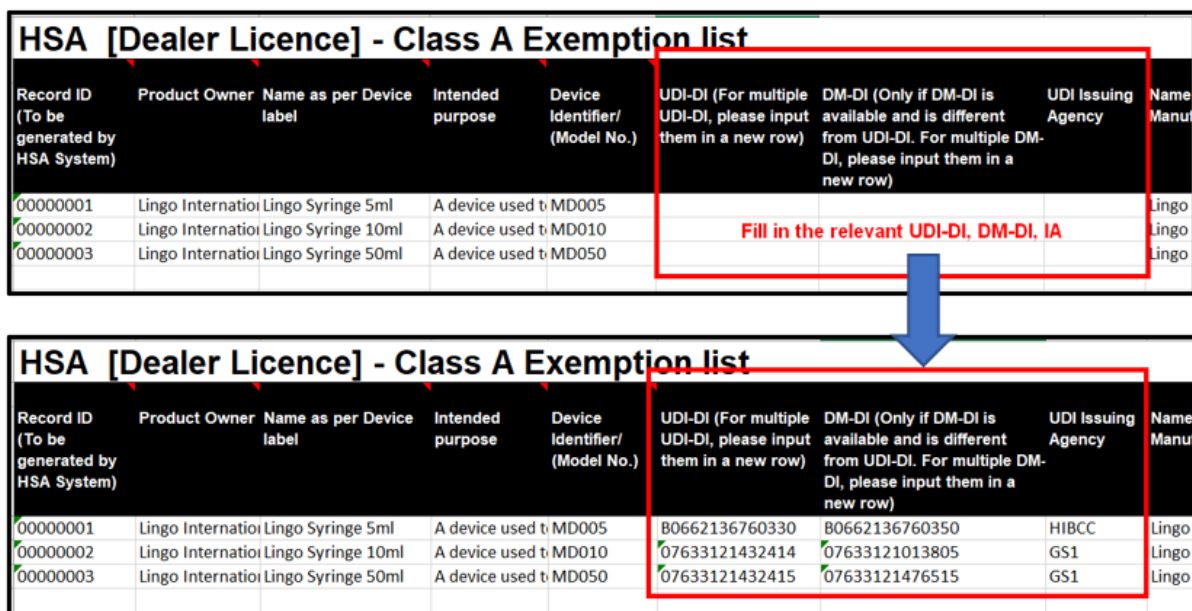 HSA [Dealer Licence] - Class A Exemption list
Record ID (To be generated by HSA System) Product Owner Name as per Device label Intended purpose Device Identifier/ (Model No.) UDI-DI (For multiple UDI-DI, please input them in a new row) DM-DI (Only if DM-DI is available and is different from UDI-DI. For multiple DM-DI, please input them in a new row) UDI Issuing Agency Name Manuf
00000001 Lingo Internation Lingo Syringe 5ml A device used t MD005 Lingo
00000002 Lingo Internation Lingo Syringe 10ml A device used t MD010 Fill in the relevant UDI-DI, DM-DI, IA Lingo
00000003 Lingo Internation Lingo Syringe 50ml A device used t MD050 Lingo
HSA [Dealer Licence] - Class A Exemption list
Record ID (To be generated by HSA System) Product Owner Name as per Device label Intended purpose Device Identifier/ (Model No.) UDI-DI (For multiple UDI-DI, please input them in a new row) DM-DI (Only if DM-DI is available and is different from UDI-DI. For multiple DM-DI, please input them in a new row) UDI Issuing Agency Name Manuf
00000001 Lingo Internation Lingo Syringe 5ml A device used t MD005 B0662136760330 B0662136760350 HIBCC Lingo
00000002 Lingo Internation Lingo Syringe 10ml A device used t MD010 07633121432414 07633121013805 GS1 Lingo
00000003 Lingo Internation Lingo Syringe 50ml A device used t MD050 07633121432415 07633121476515 GS1 Lingo